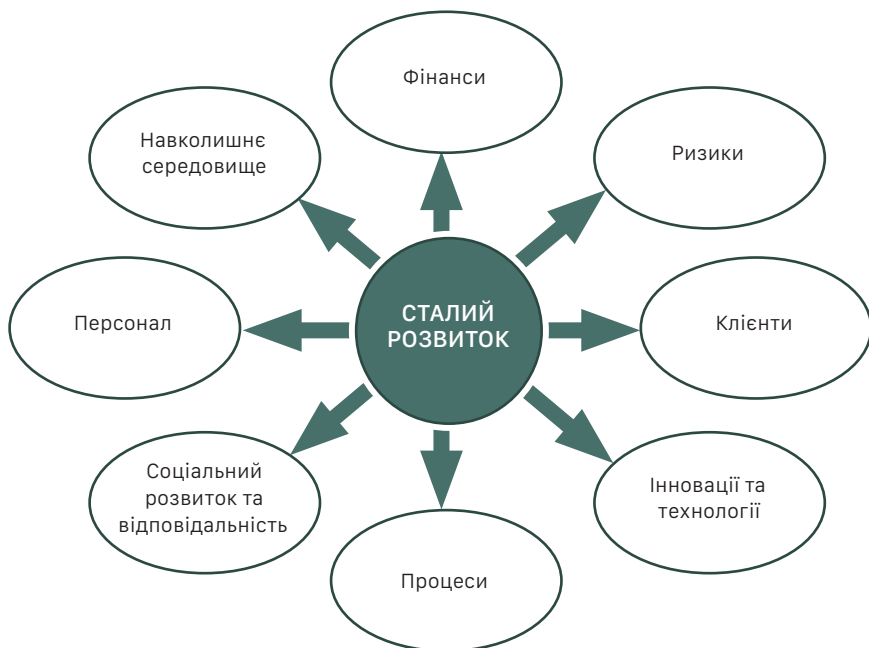 Фінанси
Навколишнє
середовище
Ризики
Персонал
СТАЛИЙ
РОЗВИТОК
Клієнти
Соціальний
розвиток та
відповідальність
Інновації та
технології
Процеси